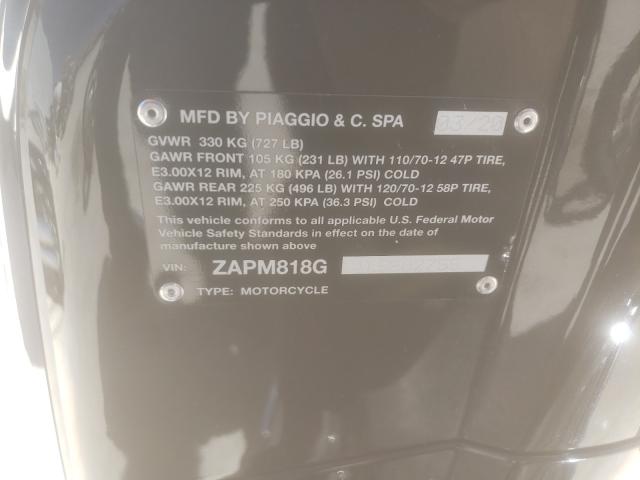 MFD BY PIAGGIO & C. SPA 03/20
GVWR 330 KG (727 LB)
GAWR FRONT 105 KG (231 LB) WITH 110/70-12 47P TIRE,
E3.00X12 RIM, AT 180 KPA (26.1 PSI) COLD
GAWR REAR 225 KG (496 LB) WITH 120/70-12 58P TIRE,
E3.00X12 RIM, AT 250 KPA (36.3 PSI) COLD
This vehicle conforms to all applicable U.S. Federal Motor
Vehicle Safety Standards in effect on the date of
manufacture shown above
VIN: ZAPM818G
TYPE: MOTORCYCLE